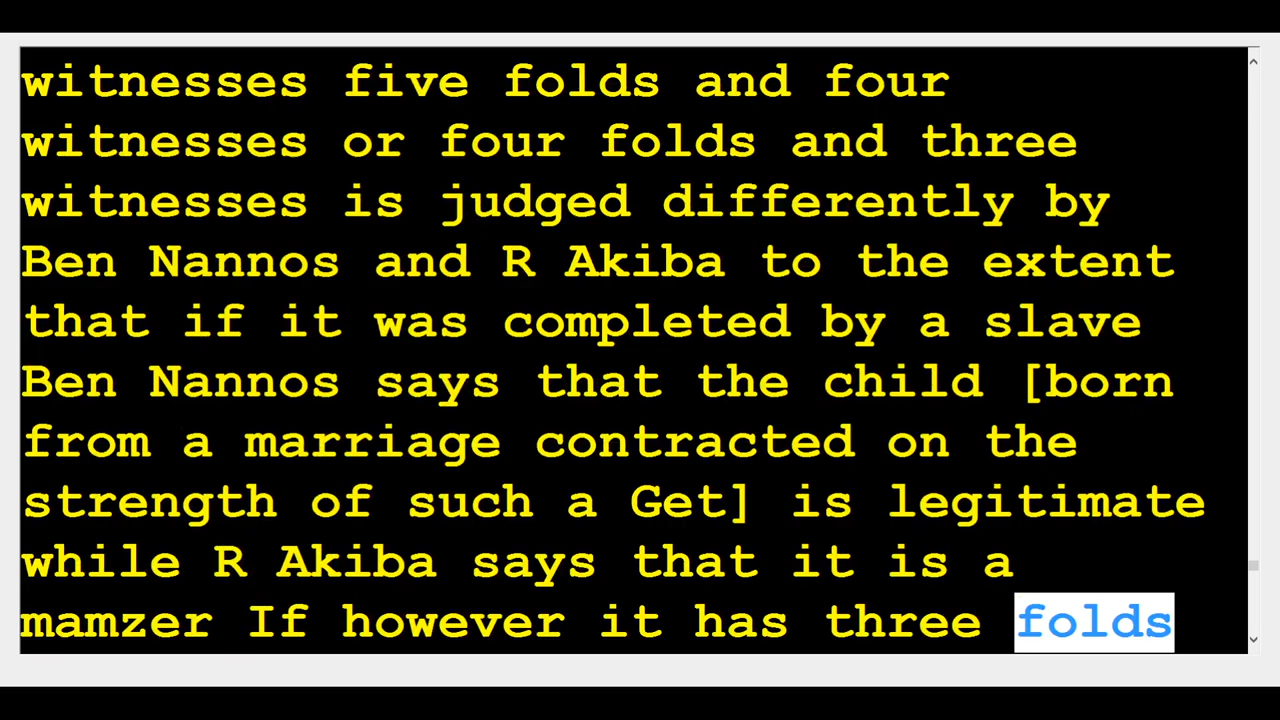 witnesses five folds and four
witnesses or four folds and three
witnesses is judged differently by
Ben Nannos and R Akiba to the extent
that if it was completed by a slave
Ben Nannos says that the child [born
from a marriage contracted on the
strength of such a Get] is legitimate
while R Akiba says that it is a
mamzer If however it has three folds